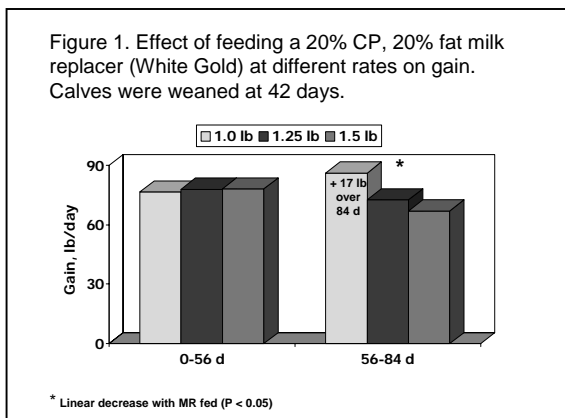 Figure 1. Effect of feeding a 20% CP, 20% fat milk
replacer (White Gold) at different rates on gain.
Calves were weaned at 42 days.
1.0 lb 1.25 lb 1.5 lb
90
60
30
0
Gain, lb/day
+ 17 lb
over
84 d
*
0-56 d 56-84 d
* Linear decrease with MR fed (P < 0.05)